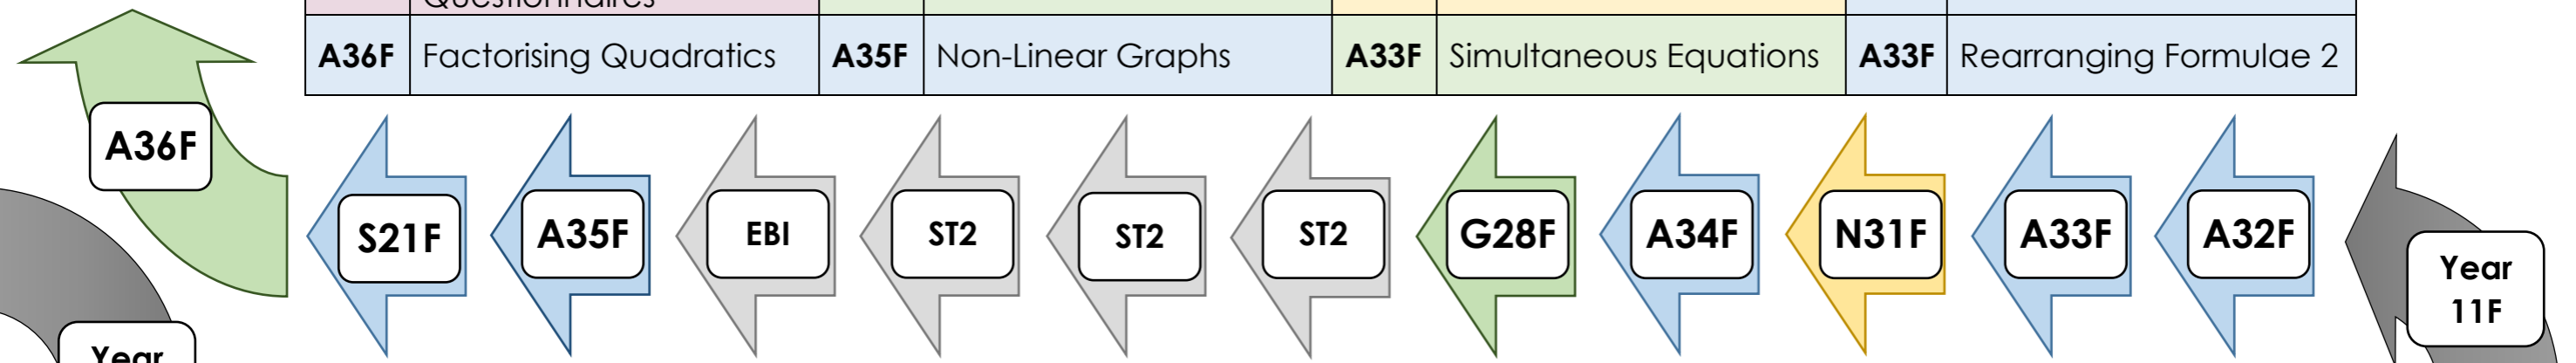 Questionnaires
A36F Factorising Quadratics A35F Non-Linear Graphs A33F Simultaneous Equations A33F Rearranging Formulae 2
A36F
S21F A35F EBI ST2 ST2 ST2 G28F A34F N31F A33F A32F
Year
11F
Year